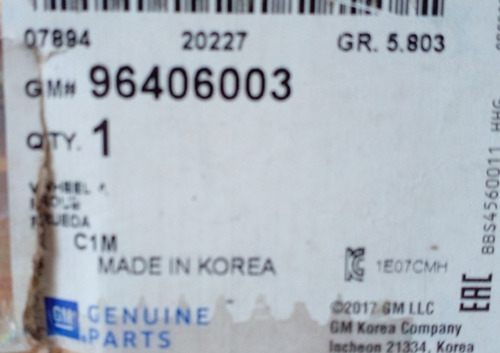 07894 20227 GR. 5.803
GM# 96406003
QTY. 1
C1M
MADE IN KOREA
1E07CMH
GM GENUINE
PARTS
©2017 GM LLC
GM Korea Company
Incheon 21334, Korea
EAC
BBS4560011